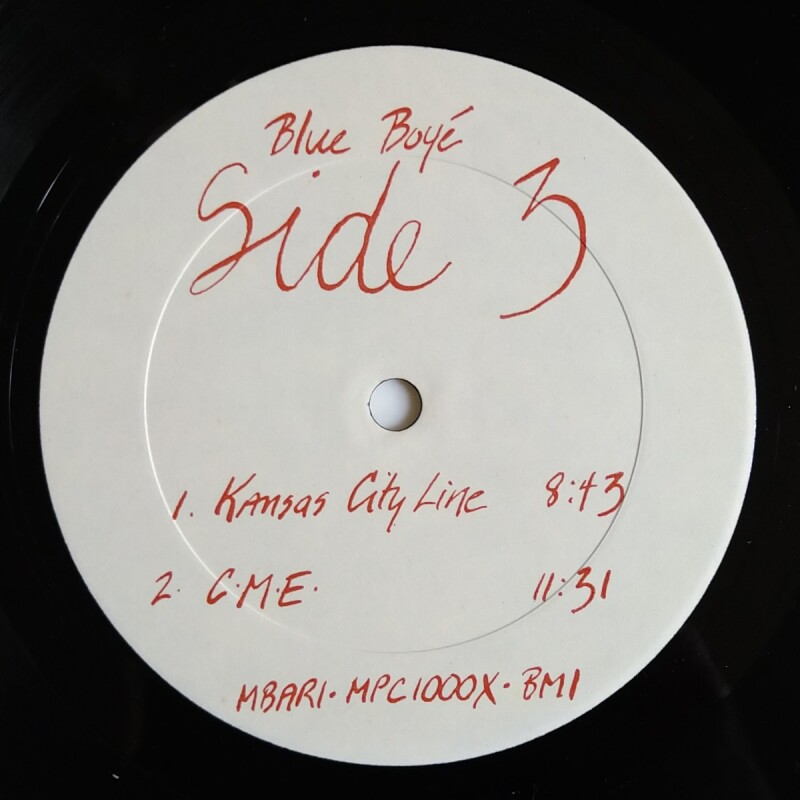 Blue Boyé
Side 3
1. Kansas City Line 8:43
2. C.M.E. 11:31
MBARI · MPC1000X · BMI